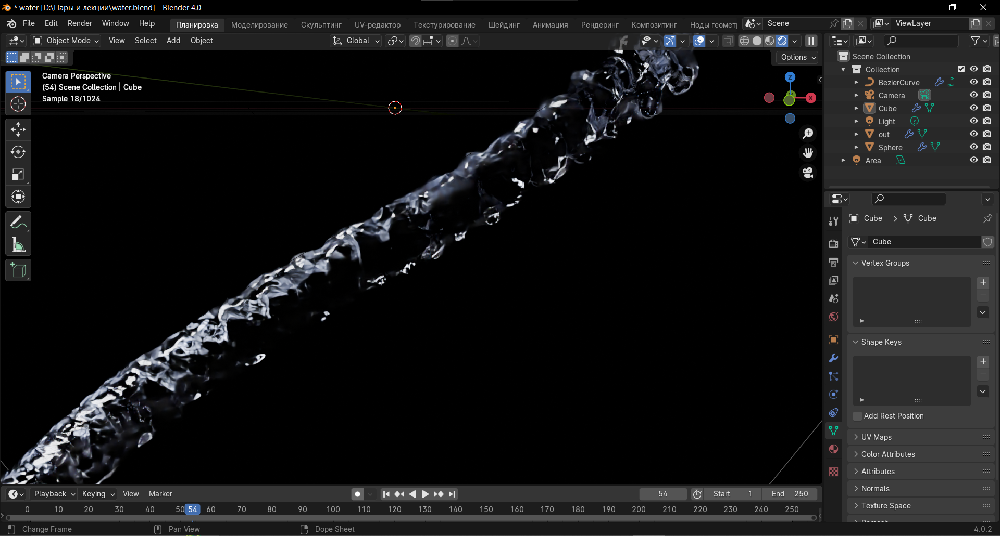 * water [D:\Пары и лекции\water.blend] - Blender 4.0
File Edit Render Window Help Планировка Моделирование Скульптинг UV-редактор Текстурирование Шейдинг Анимация Рендеринг Композитинг Ноды геомет Scene ViewLayer
Object Mode View Select Add Object Global
Options
Camera Perspective
(54) Scene Collection | Cube
Sample 18/1024
Z
X
Scene Collection
Collection
BezierCurve
Camera
Cube
Light
out
Sphere
Area
Cube Cube
Cube
Vertex Groups
Shape Keys
Add Rest Position
UV Maps
Color Attributes
Attributes
Normals
Texture Space
Remesh
Playback Keying View Marker 54 Start 1 End 250
0 10 20 30 40 50 54 60 70 80 90 100 110 120 130 140 150 160 170 180 190 200 210 220 230 240 250
Change Frame Pan View Dope Sheet 4.0.2